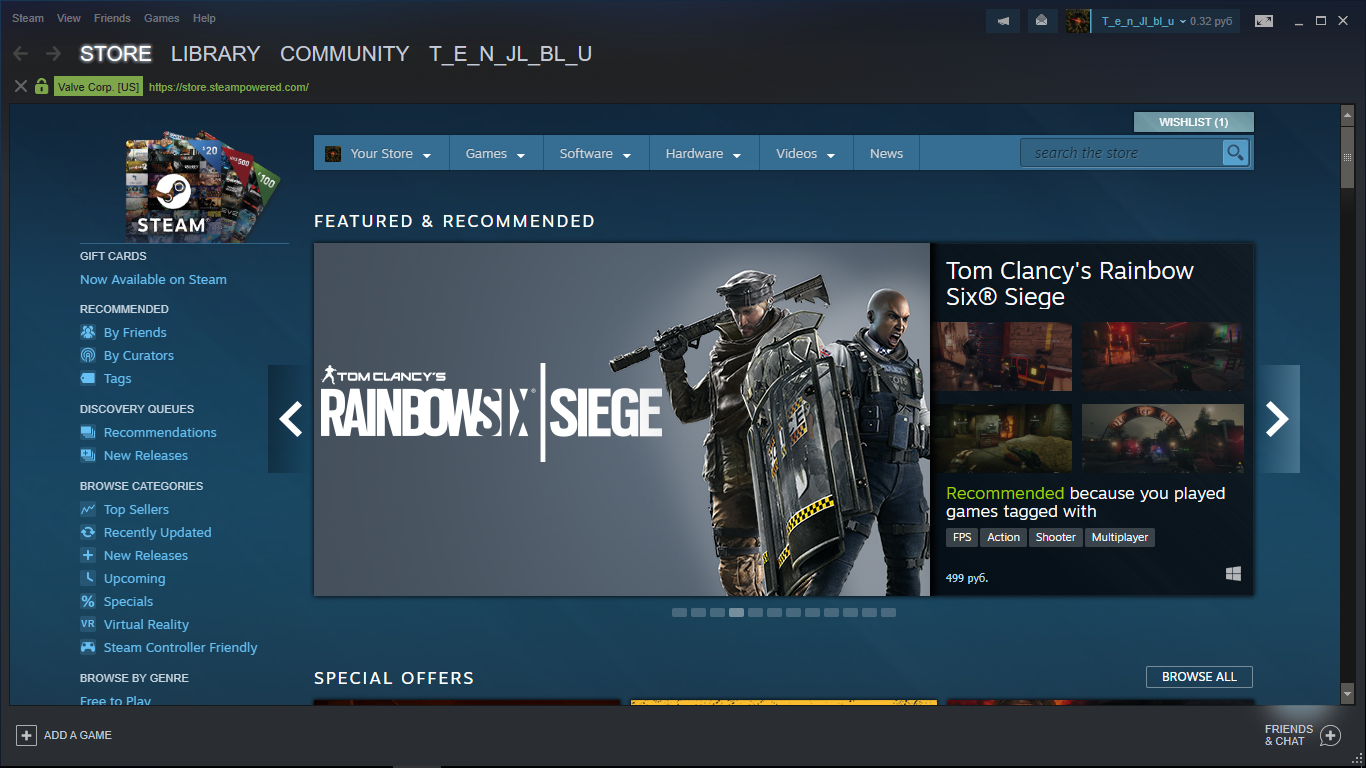 Steam View Friends Games Help
T_e_n_Jl_bl_u 0.32 руб
STORE LIBRARY COMMUNITY T_E_N_JL_BL_U
Valve Corp. [US] https://store.steampowered.com/
WISHLIST (1)
Your Store Games Software Hardware Videos News
search the store
$20
$100
STEAM
GIFT CARDS
Now Available on Steam
RECOMMENDED
By Friends
By Curators
Tags
DISCOVERY QUEUES
Recommendations
New Releases
BROWSE CATEGORIES
Top Sellers
Recently Updated
New Releases
Upcoming
Specials
VR Virtual Reality
Steam Controller Friendly
BROWSE BY GENRE
Free to Play
FEATURED & RECOMMENDED
TOM CLANCY'S
RAINBOW SIX® SIEGE
Tom Clancy's Rainbow
Six® Siege
Recommended because you played
games tagged with
FPS Action Shooter Multiplayer
499 руб.
SPECIAL OFFERS
BROWSE ALL
ADD A GAME
FRIENDS
& CHAT